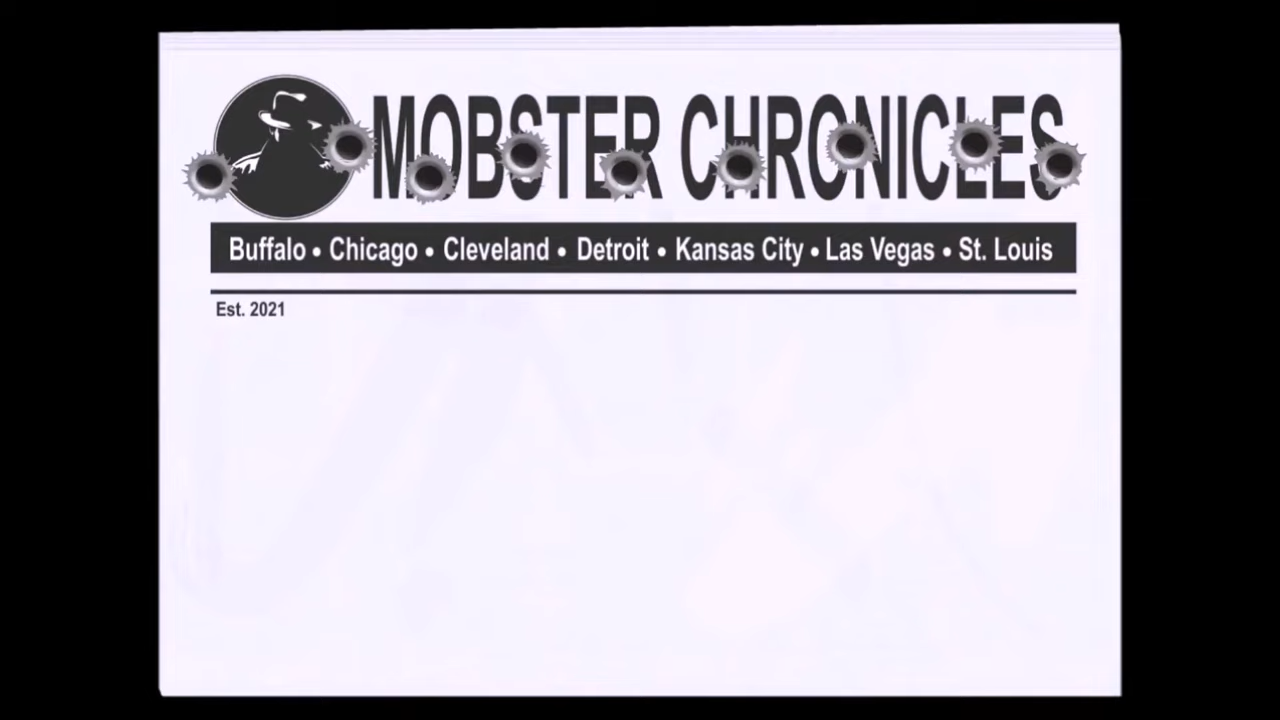 MOBSTER CHRONICLES
Buffalo • Chicago • Cleveland • Detroit • Kansas City • Las Vegas • St. Louis
Est. 2021